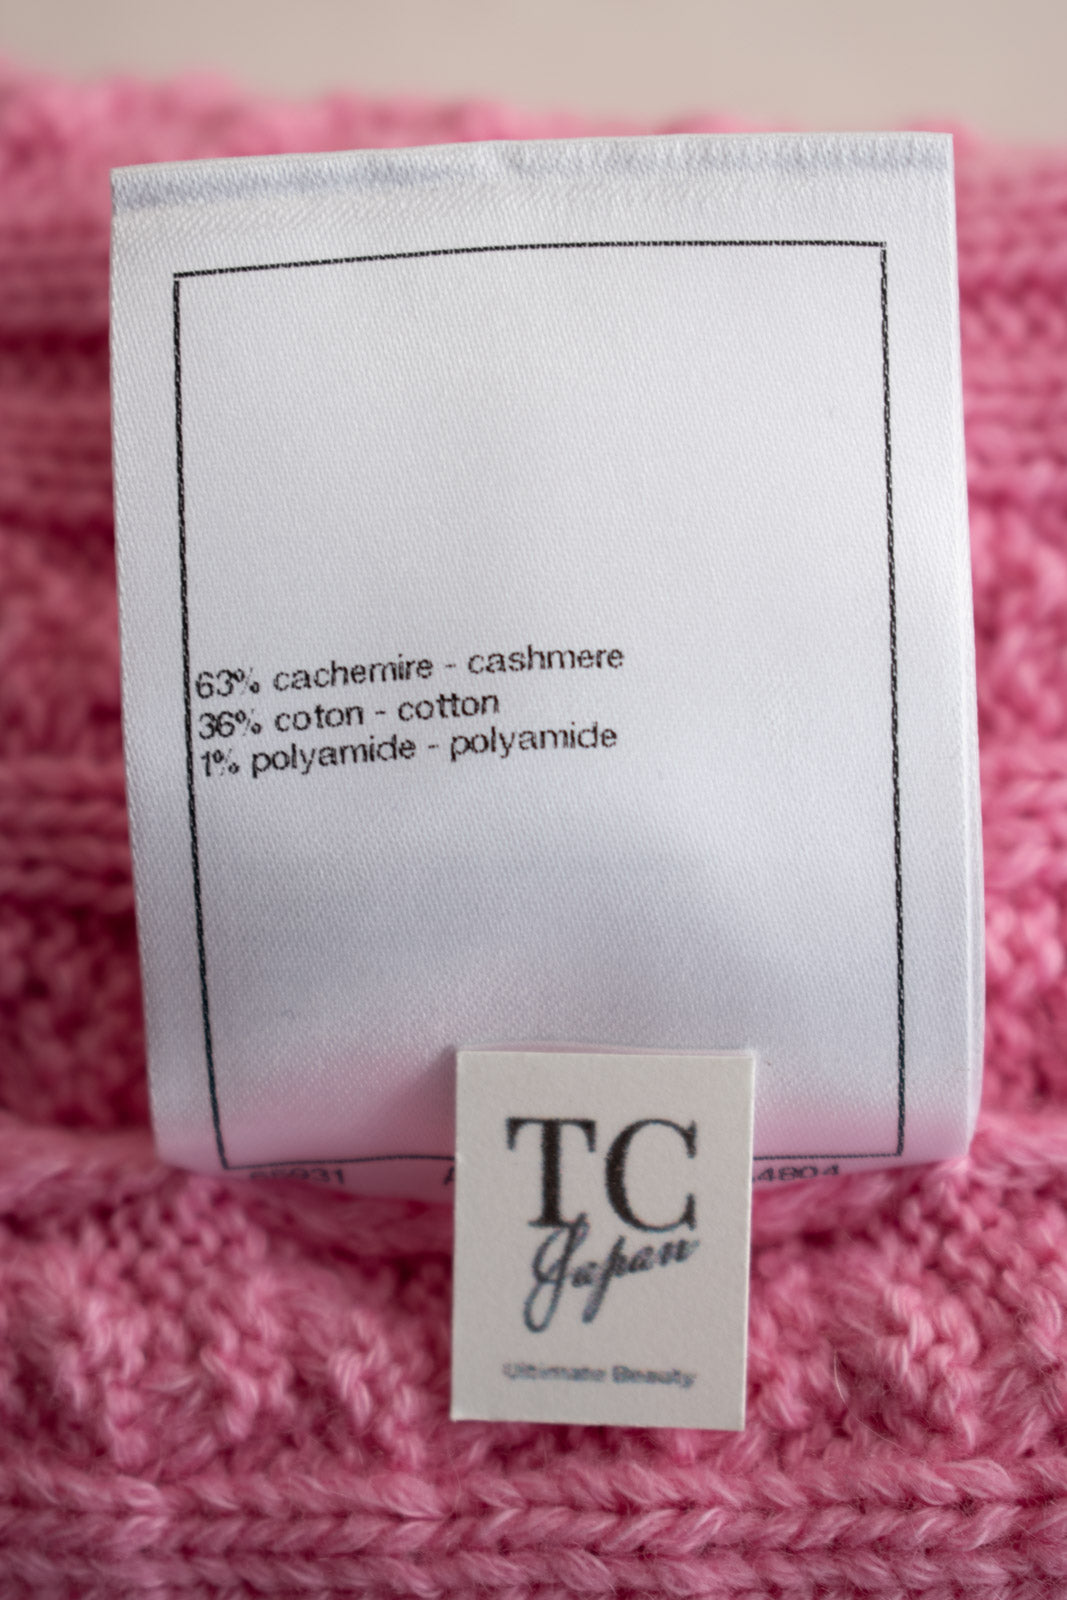 63% cachemire - cashmere
36% coton - cotton
1% polyamide - polyamide
TC
Japan
Ultimate Beauty